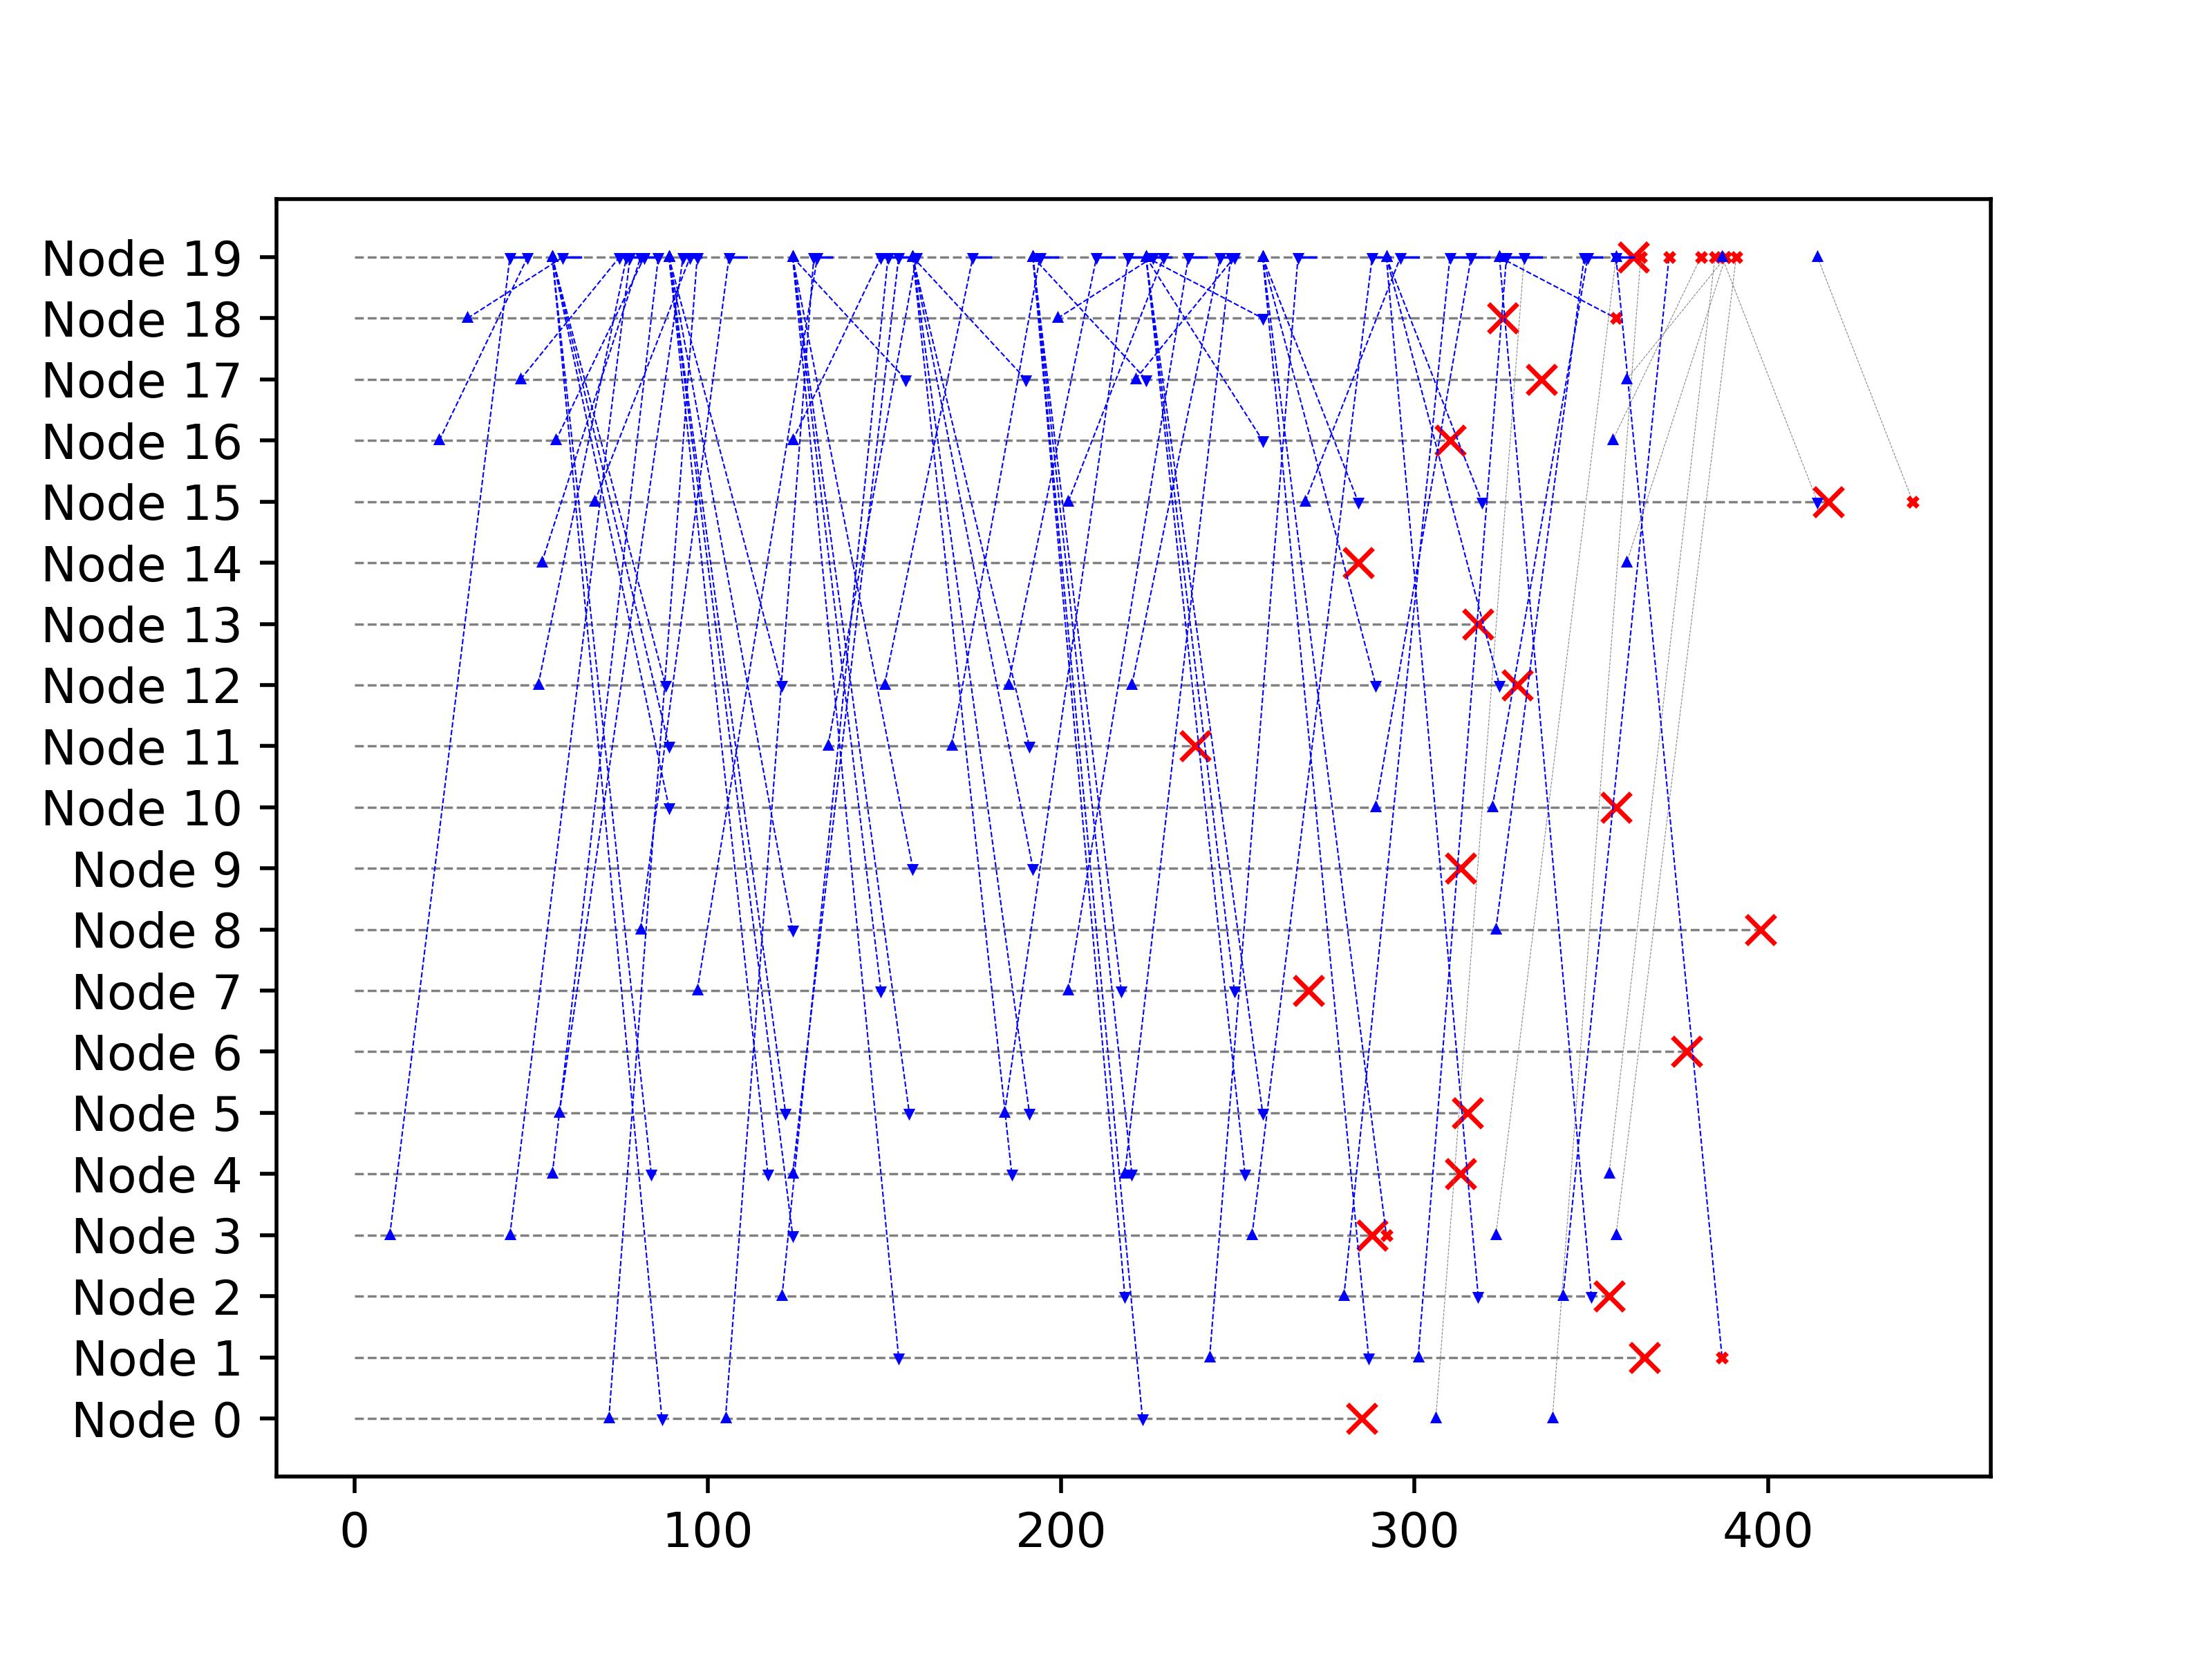 Node 19
Node 18
Node 17
Node 16
Node 15
Node 14
Node 13
Node 12
Node 11
Node 10
Node 9
Node 8
Node 7
Node 6
Node 5
Node 4
Node 3
Node 2
Node 1
Node 0
0 100 200 300 400